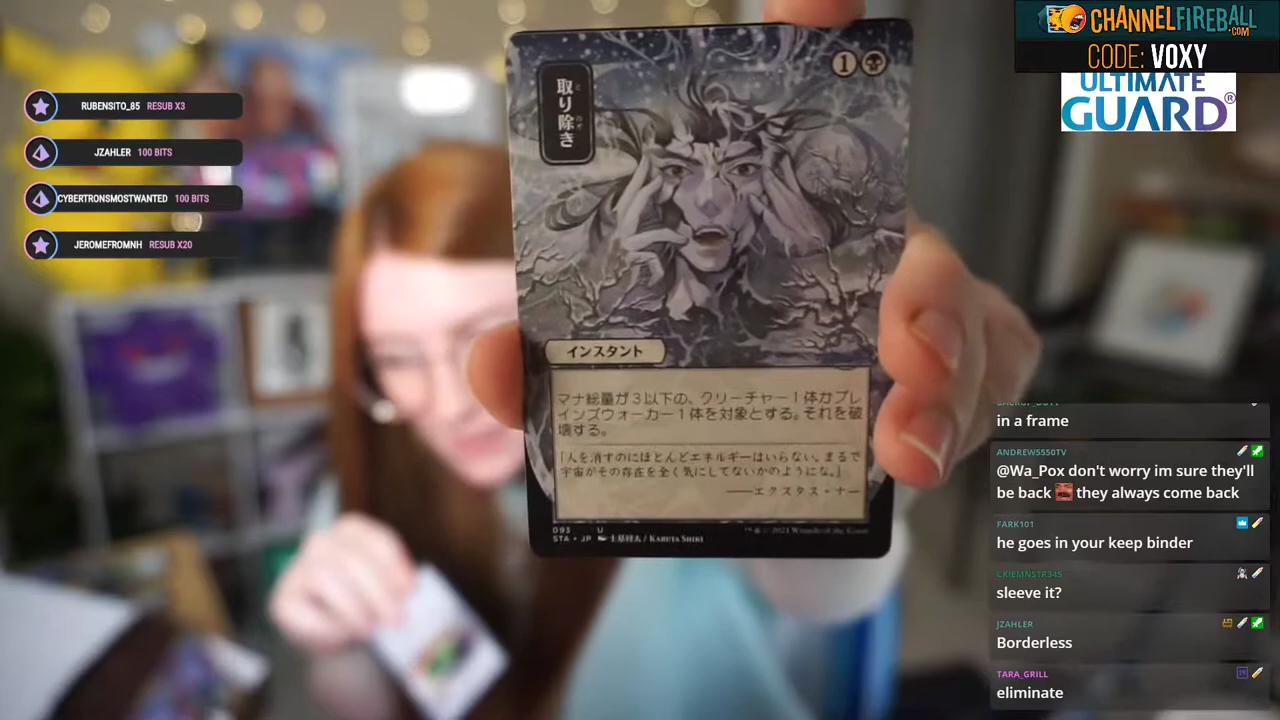 RUBENSITO_85 RESUB X3
JZAHLER 100 BITS
CYBERTRONSMOSTWANTED 100 BITS
JEROMEFROMNH RESUB X20
取り除き
と のぞ
1
インスタント
マナ総量が3以下の、クリーチャー1体かプレ
インズウォーカー1体を対象とする。それを破
壊する。
「人を消すのにほとんどエネルギーはいらない。まるで
宇宙がその存在を全く気にしてないかのようにな。」
――エクスタス・ナー
093 U
STA • JP
™ & © 2021 Wizards of the Coast
CHANNELFIREBALL
.COM
CODE: VOXY
ULTIMATE
GUARD®
in a frame
ANDREW5550TV
@Wa_Pox don't worry im sure they'll
be back they always come back
FARK101
he goes in your keep binder
CKIEMNSTR345
sleeve it?
JZAHLER
Borderless
TARA_GRILL
eliminate